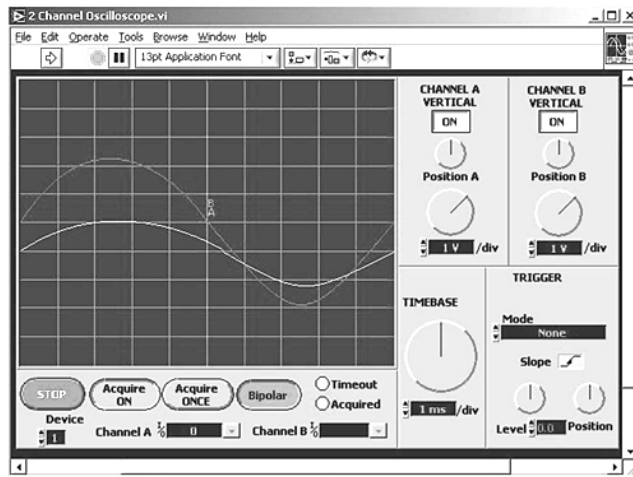 2 Channel Oscilloscope.vi
File Edit Operate Tools Browse Window Help
13pt Application Font
B
A
CHANNEL A
VERTICAL
ON
Position A
1 V /div
CHANNEL B
VERTICAL
ON
Position B
1 V /div
TIMEBASE
1 ms /div
TRIGGER
Mode
None
Slope
Level 0.0 Position
STOP
Acquire
ON
Acquire
ONCE
Bipolar
Timeout
Acquired
Device
1
Channel A 0
Channel B